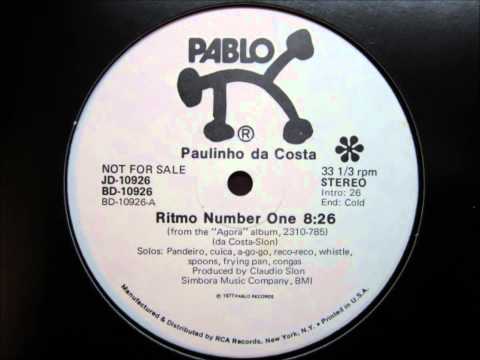 PABLO
®
Paulinho da Costa
NOT FOR SALE
JD-10926
BD-10926
BD-10926-A
33 1/3 rpm
STEREO
Intro: 26
End: Cold
Ritmo Number One 8:26
(from the "Agora" album, 2310-785)
(da Costa-Slon)
Solos: Pandeiro, cuica, a-go-go, reco-reco, whistle,
spoons, frying pan, congas
Produced by Claudio Slon
Simbora Music Company, BMI
℗ 1977 PABLO RECORDS
Manufactured & Distributed by RCA Records, New York, N.Y. • Printed in U.S.A.